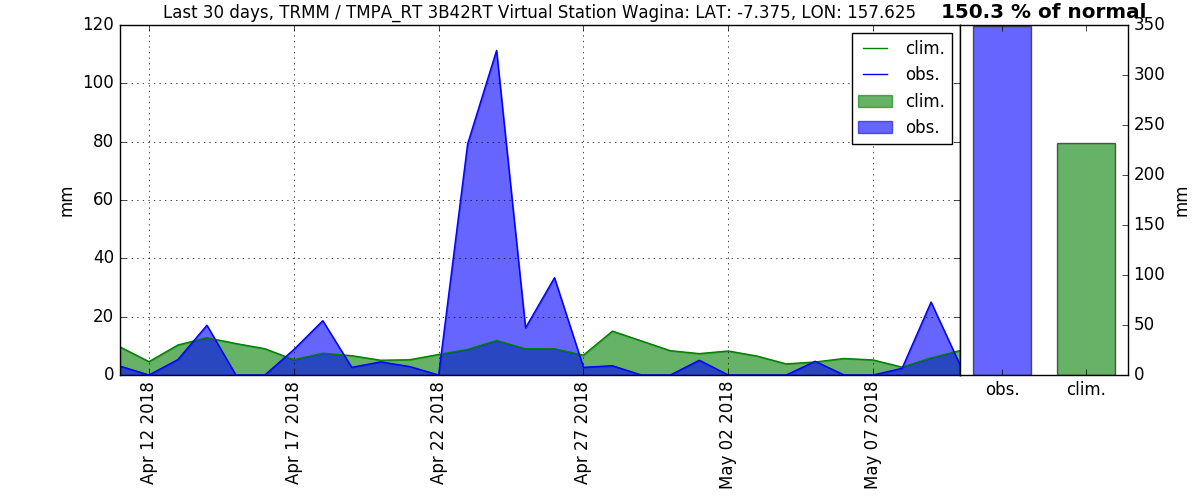 Last 30 days, TRMM / TMPA_RT 3B42RT Virtual Station Wagina: LAT: -7.375, LON: 157.625
150.3 % of normal
120
100
80
60
40
20
0
mm
clim.
obs.
clim.
obs.
350
300
250
200
150
100
50
0
mm
Apr 12 2018
Apr 17 2018
Apr 22 2018
Apr 27 2018
May 02 2018
May 07 2018
obs.
clim.